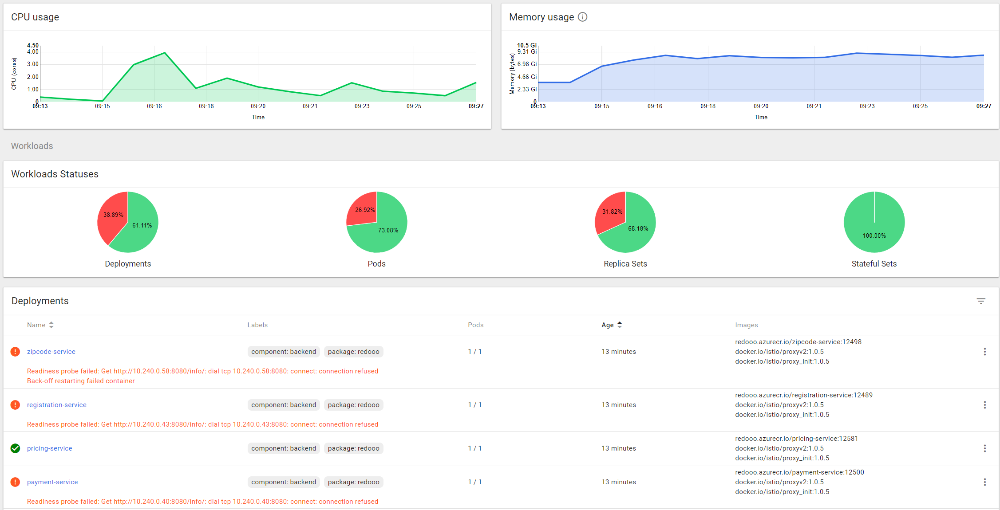 CPU usage
4.50
4.00
3.00
2.00
1.00
0
CPU (cores)
09:13 09:15 09:16 09:18 09:20 09:21 09:23 09:25 09:27
Time
Memory usage
10.5 Gi
9.31 Gi
6.98 Gi
4.66 Gi
2.33 Gi
0
Memory (bytes)
09:13 09:15 09:16 09:18 09:20 09:21 09:23 09:25 09:27
Time
Workloads
Workloads Statuses
38.89%
61.11%
Deployments
26.92%
73.08%
Pods
31.82%
68.18%
Replica Sets
100.00%
Stateful Sets
Deployments
Name Labels Pods Age Images
zipcode-service component: backend package: redooo 1 / 1 13 minutes
redooo.azurecr.io/zipcode-service:12498
docker.io/istio/proxyv2:1.0.5
docker.io/istio/proxy_init:1.0.5
Readiness probe failed: Get http://10.240.0.58:8080/info/: dial tcp 10.240.0.58:8080: connect: connection refused
Back-off restarting failed container
registration-service component: backend package: redooo 1 / 1 13 minutes
redooo.azurecr.io/registration-service:12489
docker.io/istio/proxyv2:1.0.5
docker.io/istio/proxy_init:1.0.5
Readiness probe failed: Get http://10.240.0.43:8080/info/: dial tcp 10.240.0.43:8080: connect: connection refused
pricing-service component: backend package: redooo 1 / 1 13 minutes
redooo.azurecr.io/pricing-service:12581
docker.io/istio/proxyv2:1.0.5
docker.io/istio/proxy_init:1.0.5
payment-service component: backend package: redooo 1 / 1 13 minutes
redooo.azurecr.io/payment-service:12500
docker.io/istio/proxyv2:1.0.5
docker.io/istio/proxy_init:1.0.5
Readiness probe failed: Get http://10.240.0.40:8080/info/: dial tcp 10.240.0.40:8080: connect: connection refused